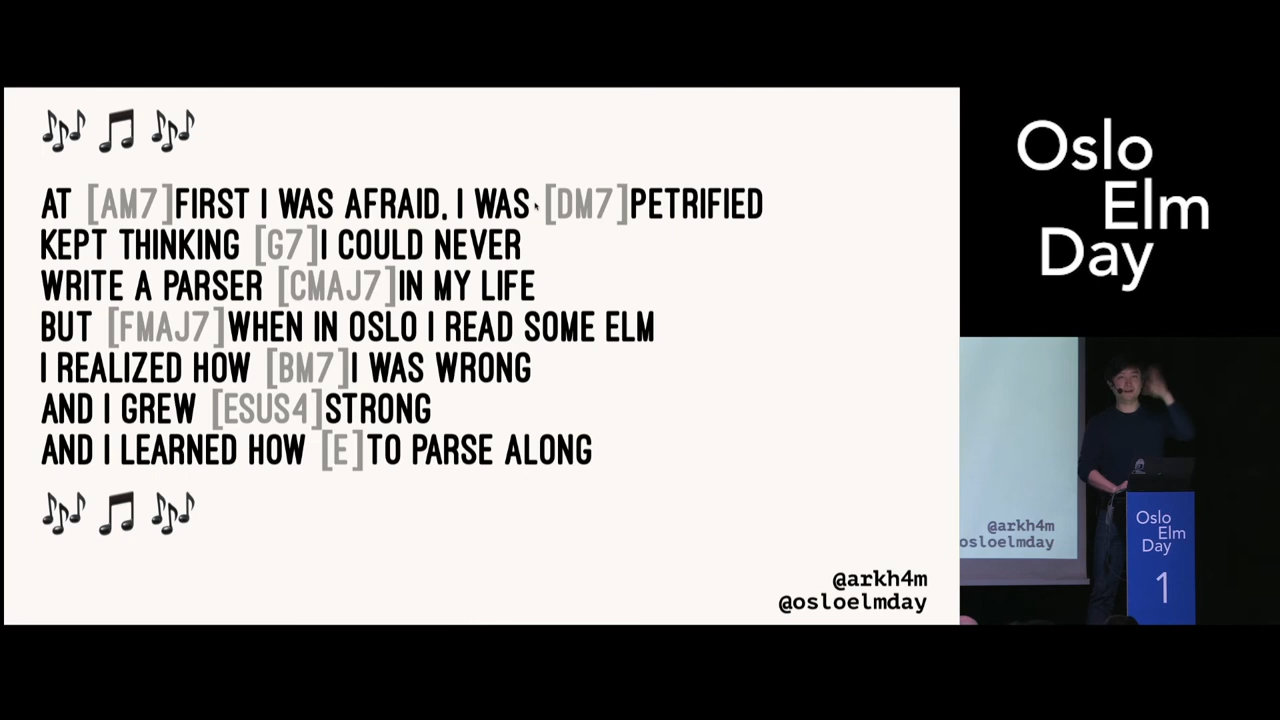 AT [AM7]FIRST I WAS AFRAID, I WAS [DM7]PETRIFIED
KEPT THINKING [G7]I COULD NEVER
WRITE A PARSER [CMAJ7]IN MY LIFE
BUT [FMAJ7]WHEN IN OSLO I READ SOME ELM
I REALIZED HOW [BM7]I WAS WRONG
AND I GREW [ESUS4]STRONG
AND I LEARNED HOW [E]TO PARSE ALONG
@arkh4m
@osloelmday
Oslo
Elm
Day
@arkh4m
osloelmday
Oslo
Elm
Day
1